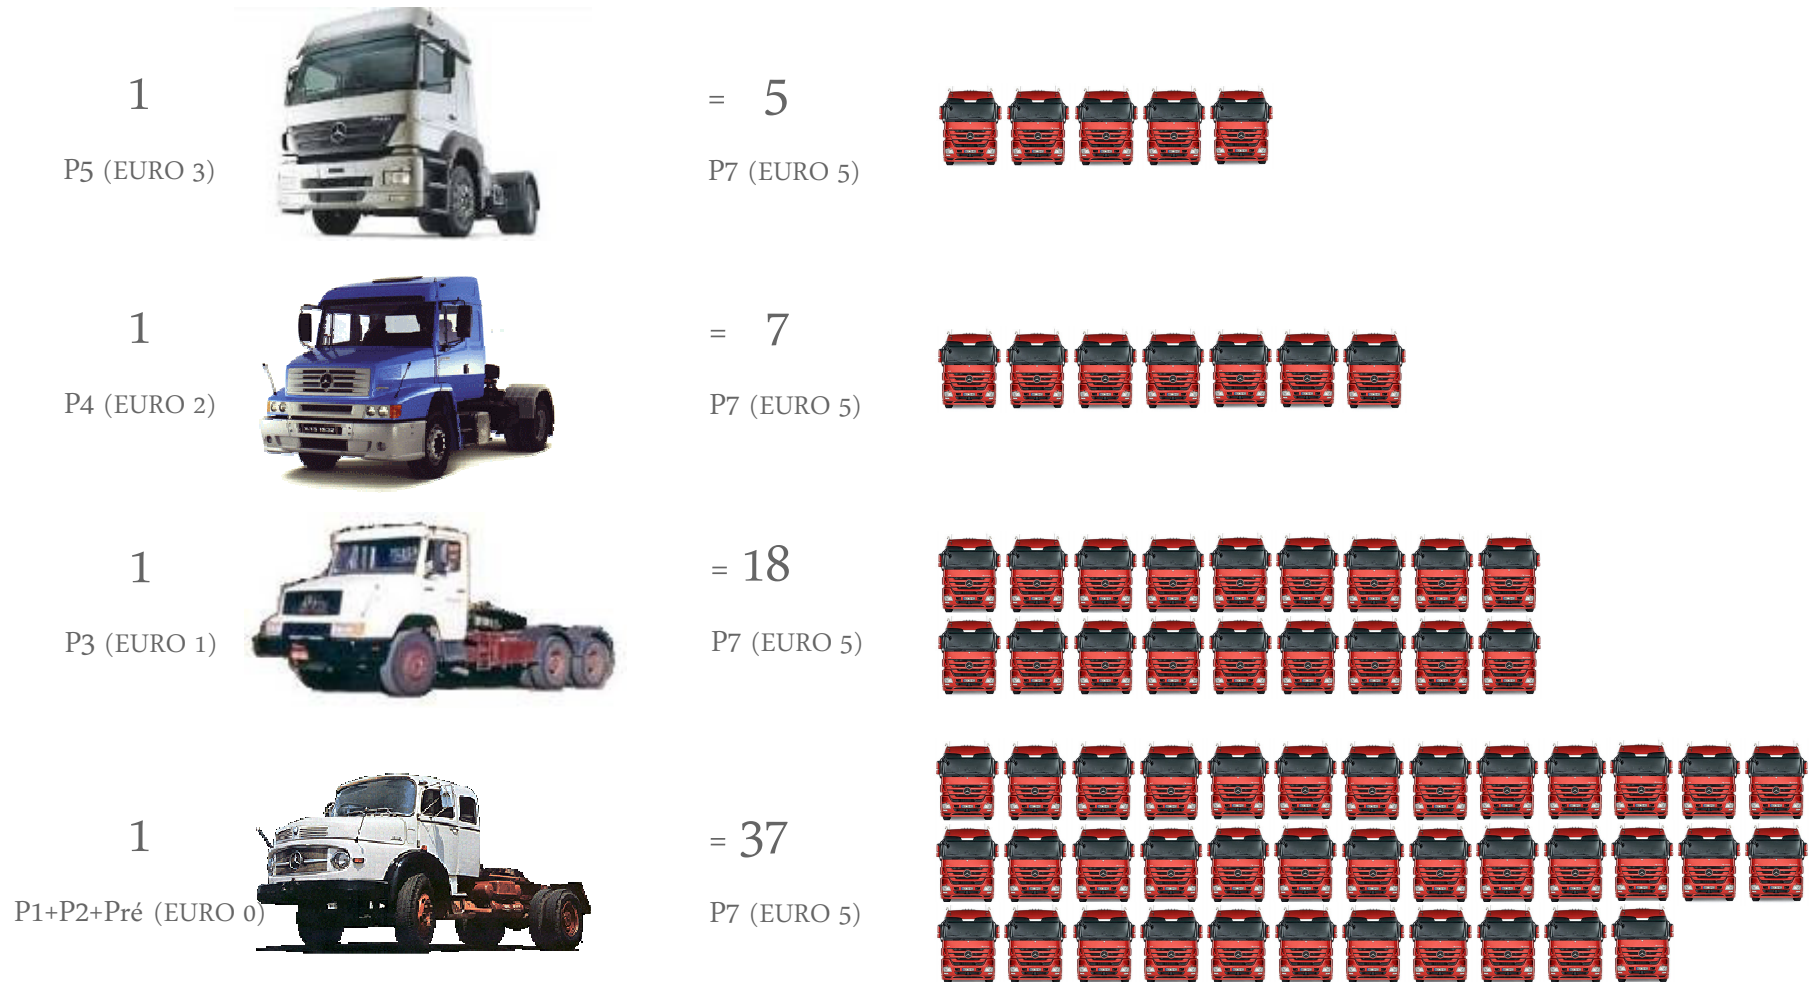 1
= 5
P5 (EURO 3)
P7 (EURO 5)
1
= 7
P4 (EURO 2)
P7 (EURO 5)
1
= 18
P3 (EURO 1)
P7 (EURO 5)
1
= 37
P1+P2+Pré (EURO 0)
P7 (EURO 5)